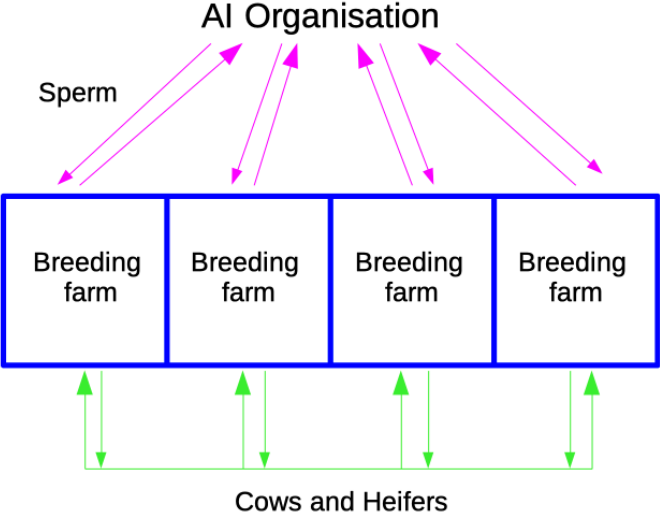 AI Organisation
Sperm
Breeding farm
Breeding farm
Breeding farm
Breeding farm
Cows and Heifers